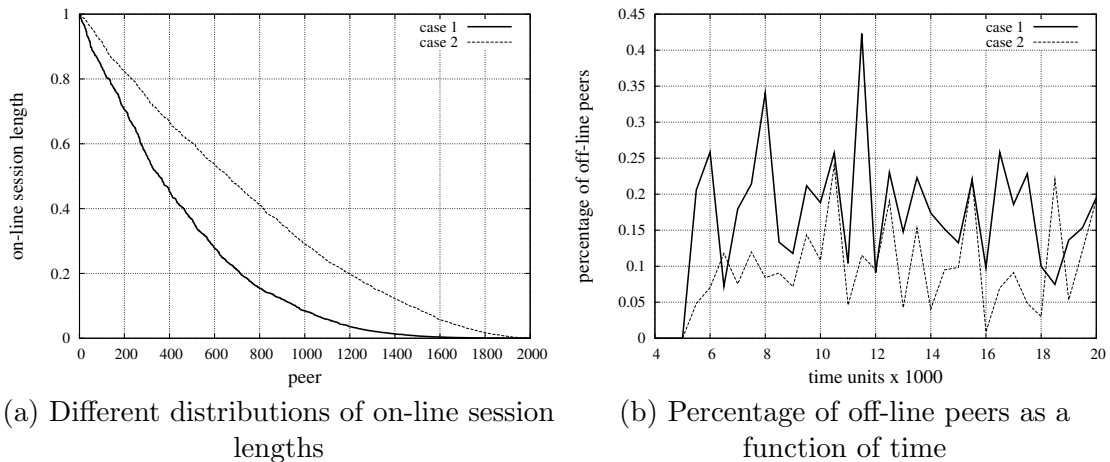 1
0.8
0.6
0.4
0.2
0
0 200 400 600 800 1000 1200 1400 1600 1800 2000
on-line session length
peer
case 1
case 2
(a) Different distributions of on-line session
lengths
0.45
0.4
0.35
0.3
0.25
0.2
0.15
0.1
0.05
0
4 6 8 10 12 14 16 18 20
percentage of off-line peers
time units x 1000
case 1
case 2
(b) Percentage of off-line peers as a
function of time